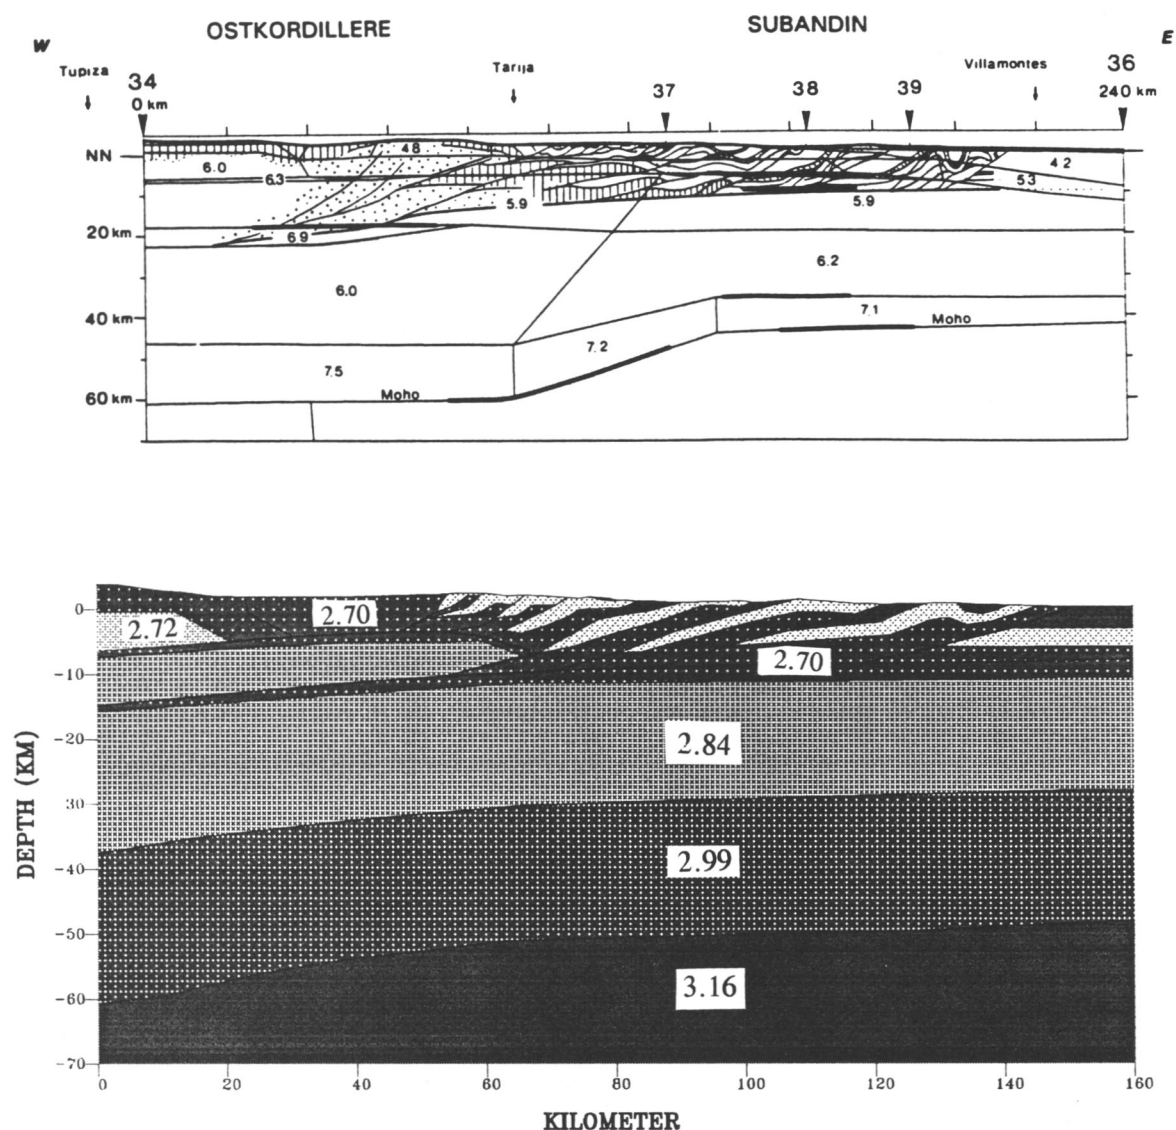 OSTKORDILLERE SUBANDIN
W E
Tupiza Tarija Villamontes
34 37 38 39 36
0 km 240 km
NN
4.8
6.0 4.2
6.3 5.3
5.9 5.9
20 km 6.9
6.2
6.0
40 km 7.1 Moho
7.2
7.5
60 km Moho
0
2.70
2.72
2.70
-10
-20
2.84
-30
2.99
-40
-50
3.16
-60
-70
DEPTH (KM)
0 20 40 60 80 100 120 140 160
KILOMETER